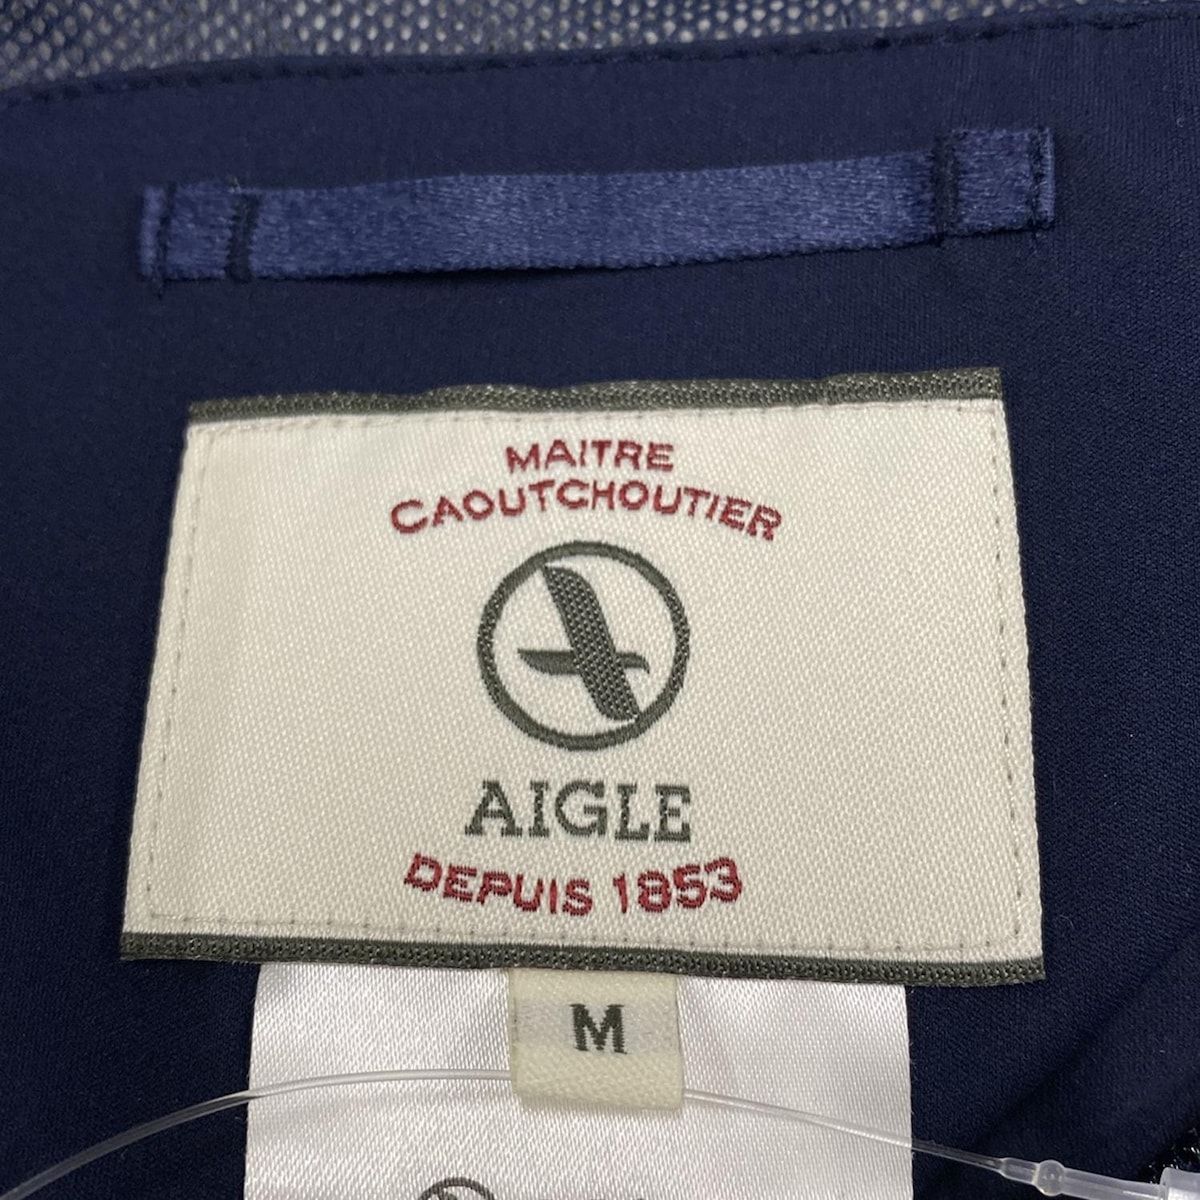 MAITRE
CAOUTCHOUTIER
AIGLE
DEPUIS 1853
M